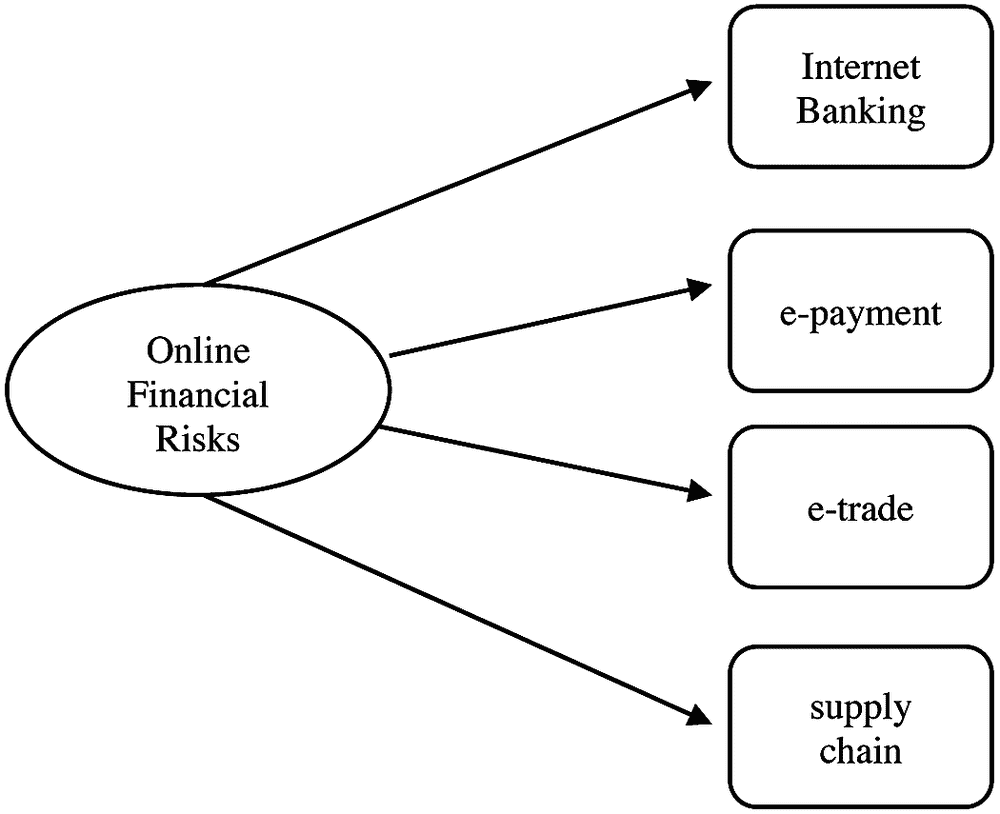 Internet
Banking
e-payment
Online
Financial
Risks
e-trade
supply
chain